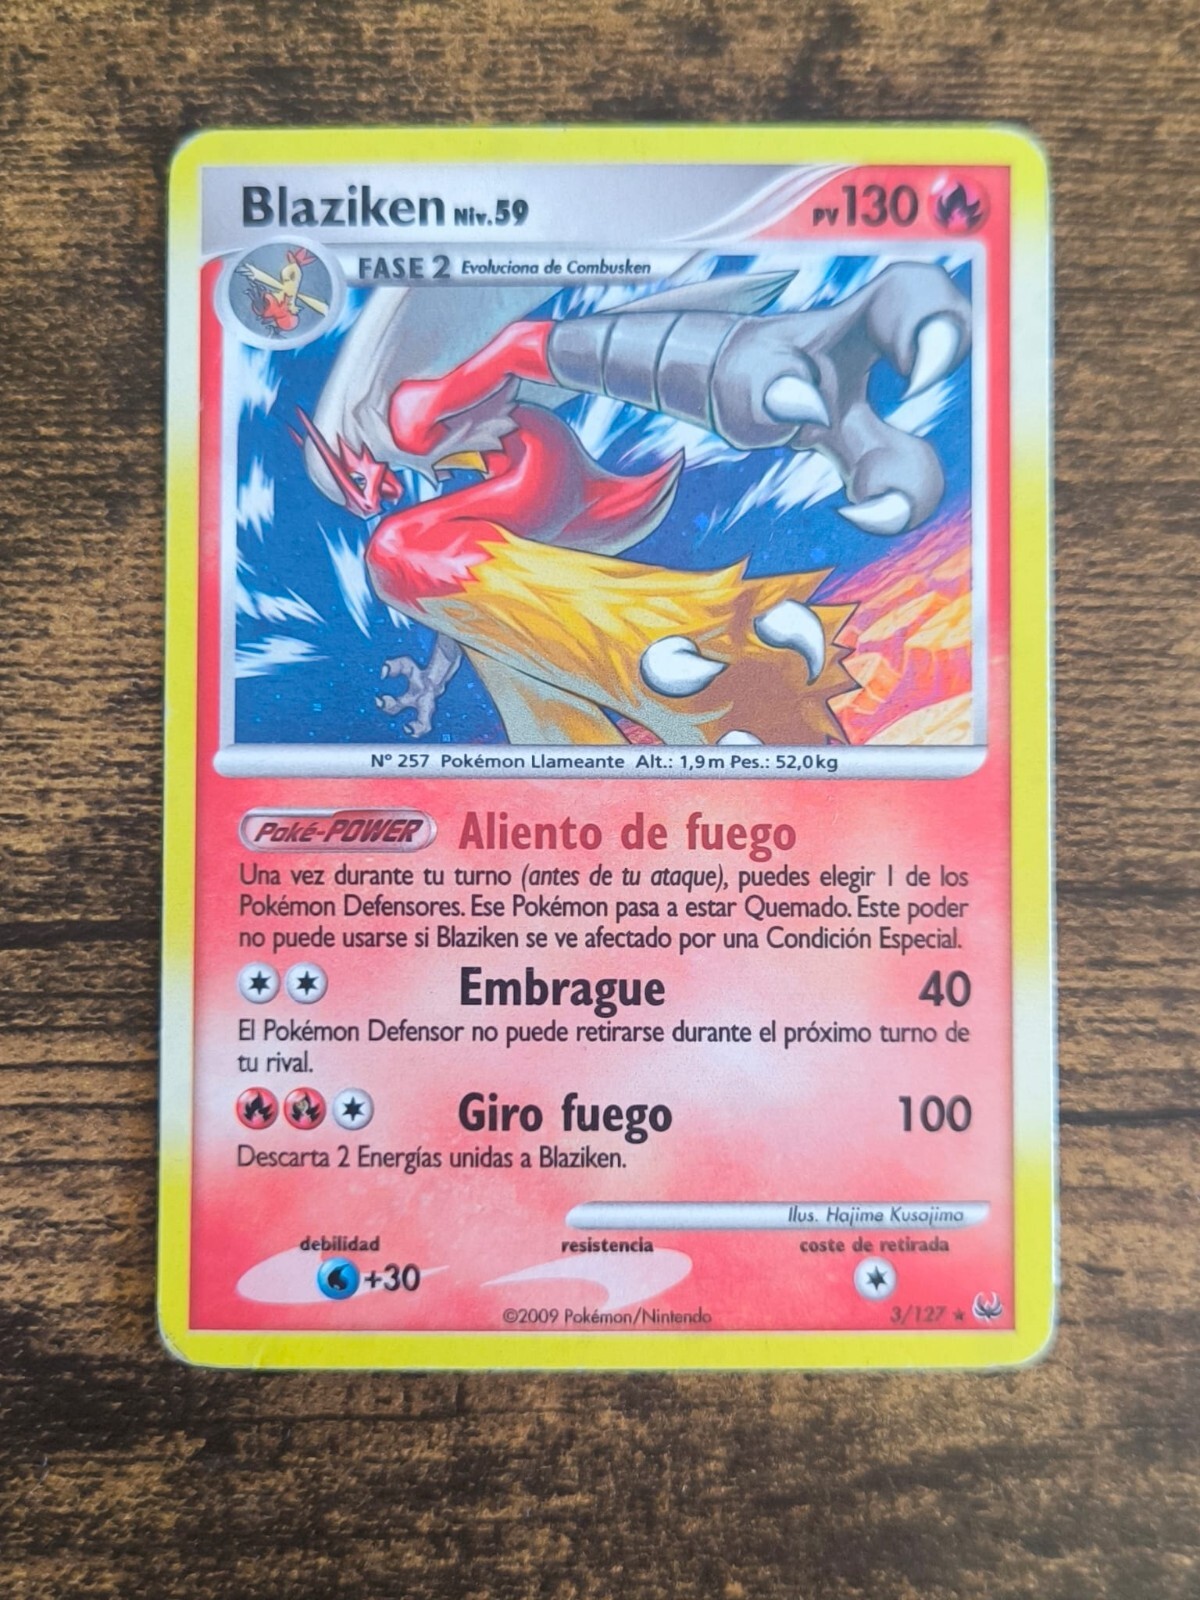 Blaziken Niv.59 PV 130
FASE 2 Evoluciona de Combusken
Nº 257 Pokémon Llameante Alt.: 1,9 m Pes.: 52,0 kg
Poké-POWER Aliento de fuego
Una vez durante tu turno (antes de tu ataque), puedes elegir 1 de los
Pokémon Defensores. Ese Pokémon pasa a estar Quemado. Este poder
no puede usarse si Blaziken se ve afectado por una Condición Especial.
Embrague 40
El Pokémon Defensor no puede retirarse durante el próximo turno de
tu rival.
Giro fuego 100
Descarta 2 Energías unidas a Blaziken.
Ilus. Hajime Kusajima
debilidad resistencia coste de retirada
+30
©2009 Pokémon/Nintendo 3/127